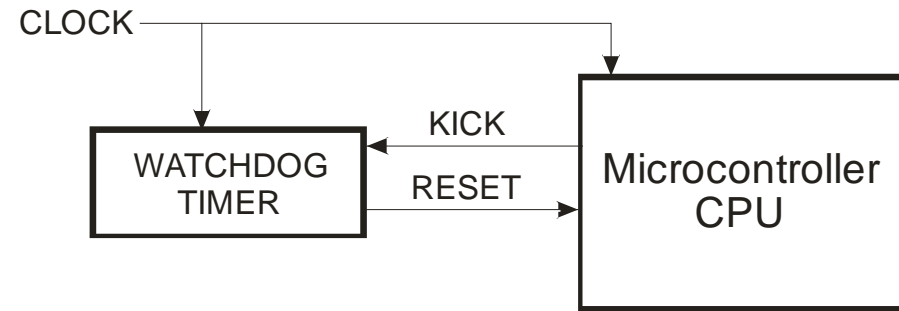 CLOCK
KICK
WATCHDOG
TIMER
RESET
Microcontroller
CPU